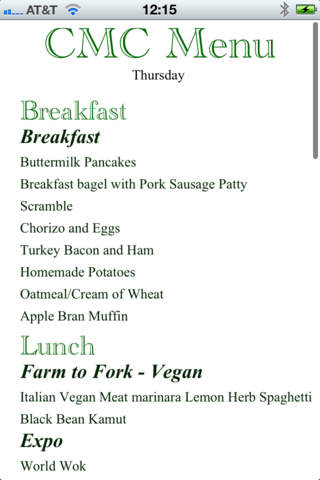 AT&T 12:15
CMC Menu
Thursday
Breakfast
Breakfast
Buttermilk Pancakes
Breakfast bagel with Pork Sausage Patty
Scramble
Chorizo and Eggs
Turkey Bacon and Ham
Homemade Potatoes
Oatmeal/Cream of Wheat
Apple Bran Muffin
Lunch
Farm to Fork - Vegan
Italian Vegan Meat marinara Lemon Herb Spaghetti
Black Bean Kamut
Expo
World Wok